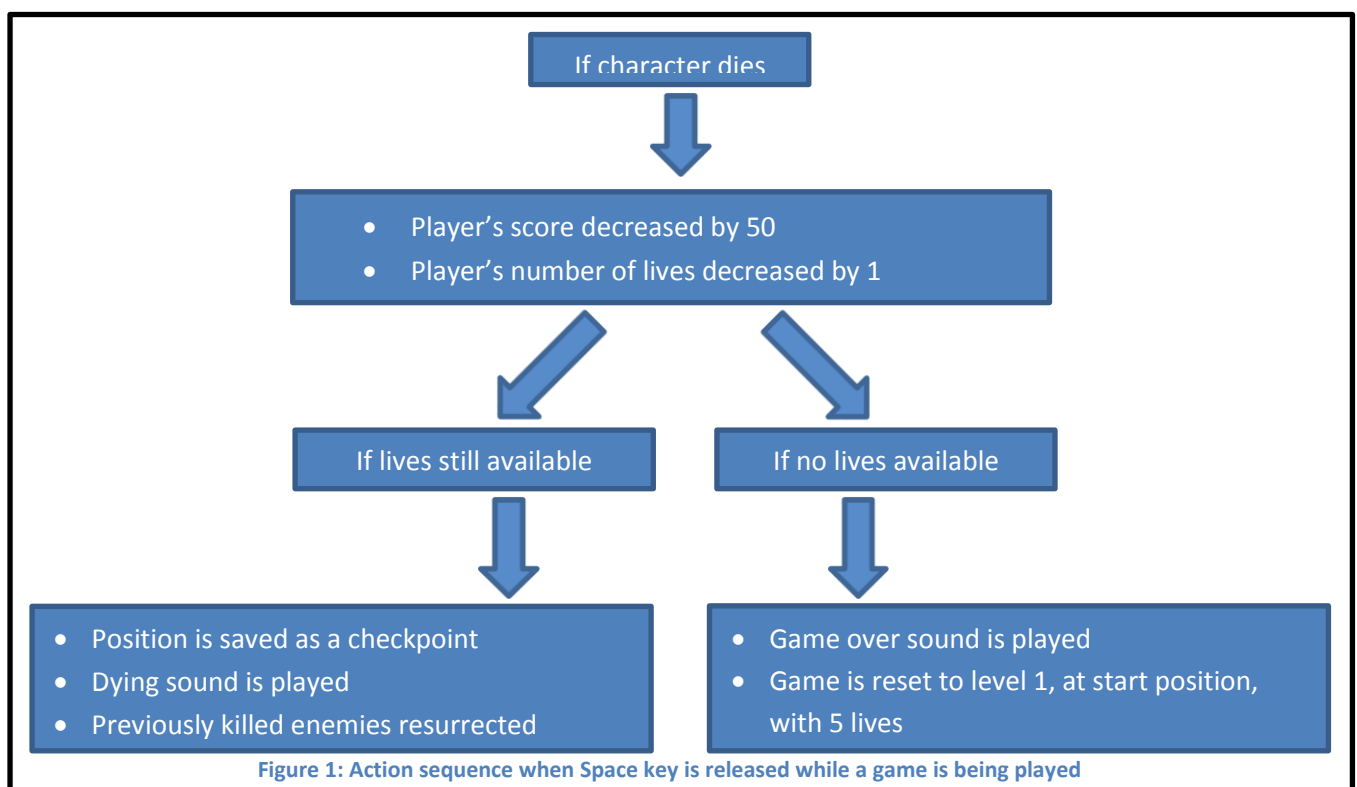 If character dies
• Player’s score decreased by 50
• Player’s number of lives decreased by 1
If lives still available
If no lives available
• Position is saved as a checkpoint
• Dying sound is played
• Previously killed enemies resurrected
• Game over sound is played
• Game is reset to level 1, at start position,
with 5 lives
Figure 1: Action sequence when Space key is released while a game is being played